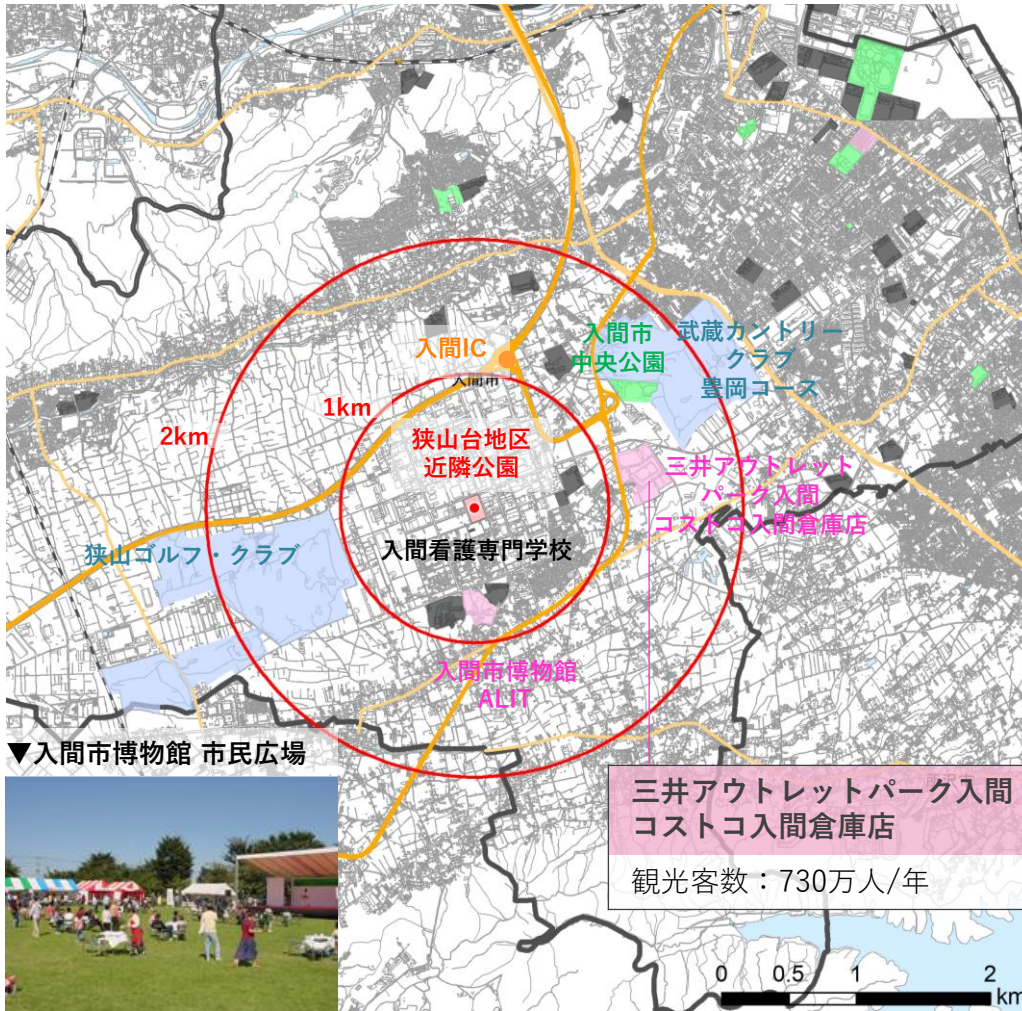 入間IC
入間市
中央公園
武蔵カントリー
クラブ
豊岡コース
入間市
1km
2km
狭山台地区
近隣公園
三井アウトレット
パーク入間
コストコ入間倉庫店
入間看護専門学校
狭山ゴルフ・クラブ
入間市博物館
ALIT
▼入間市博物館 市民広場
三井アウトレットパーク入間
コストコ入間倉庫店
観光客数：730万人/年
0 0.5 1 2
km